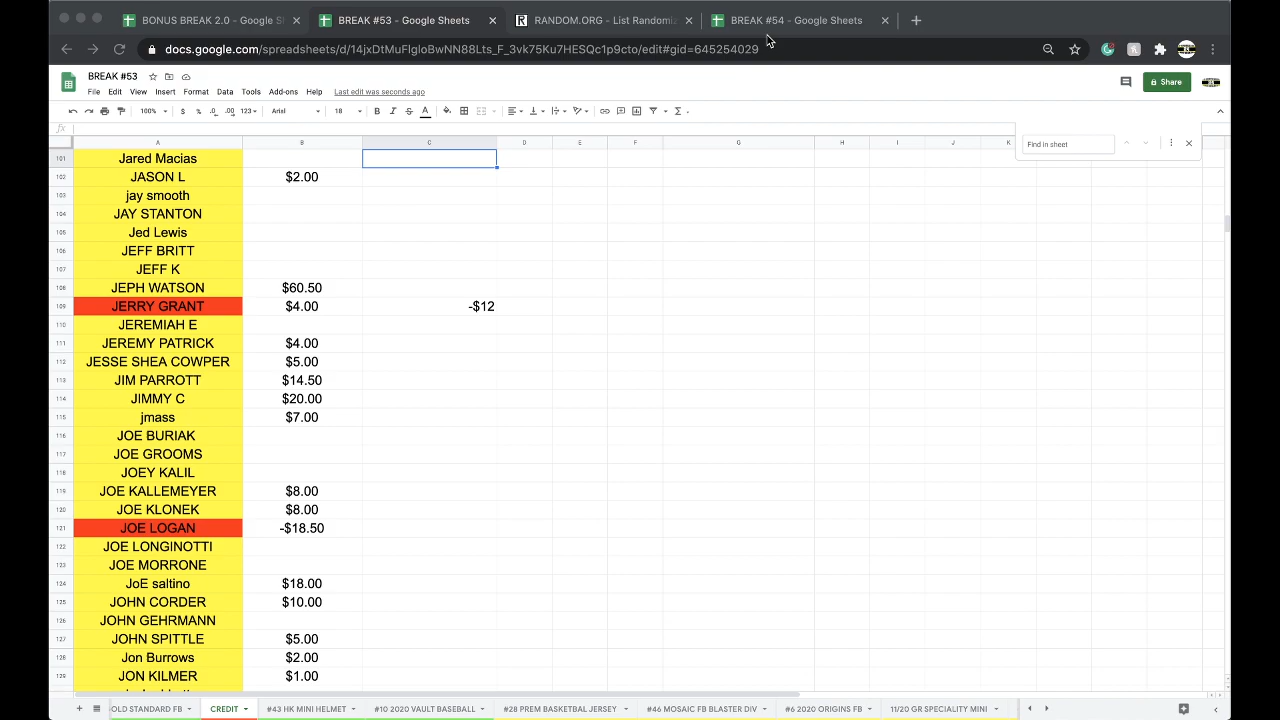 BONUS BREAK 2.0 - Google S
BREAK #53 - Google Sheets
RANDOM.ORG - List Randomi
BREAK #54 - Google Sheets
docs.google.com/spreadsheets/d/14jxDtMuFIgloBwNN88Lts_F_3vk75Ku7HESQc1p9cto/edit#gid=645254029
BREAK #53
File Edit View Insert Format Data Tools Add-ons Help Last edit was seconds ago
Share
100% $ % .0 .00 123 Arial 18 B I S A
fx
Find in sheet
A B C D E F G H I J K
101 Jared Macias
102 JASON L $2.00
103 jay smooth
104 JAY STANTON
105 Jed Lewis
106 JEFF BRITT
107 JEFF K
108 JEPH WATSON $60.50
109 JERRY GRANT $4.00 -$12
110 JEREMIAH E
111 JEREMY PATRICK $4.00
112 JESSE SHEA COWPER $5.00
113 JIM PARROTT $14.50
114 JIMMY C $20.00
115 jmass $7.00
116 JOE BURIAK
117 JOE GROOMS
118 JOEY KALIL
119 JOE KALLEMEYER $8.00
120 JOE KLONEK $8.00
121 JOE LOGAN -$18.50
122 JOE LONGINOTTI
123 JOE MORRONE
124 JoE saltino $18.00
125 JOHN CORDER $10.00
126 JOHN GEHRMANN
127 JOHN SPITTLE $5.00
128 Jon Burrows $2.00
129 JON KILMER $1.00
OLD STANDARD FB CREDIT #43 HK MINI HELMET #10 2020 VAULT BASEBALL #28 PREM BASKETBAL JERSEY #46 MOSAIC FB BLASTER DIV #6 2020 ORIGINS FB 11/20 GR SPECIALITY MINI